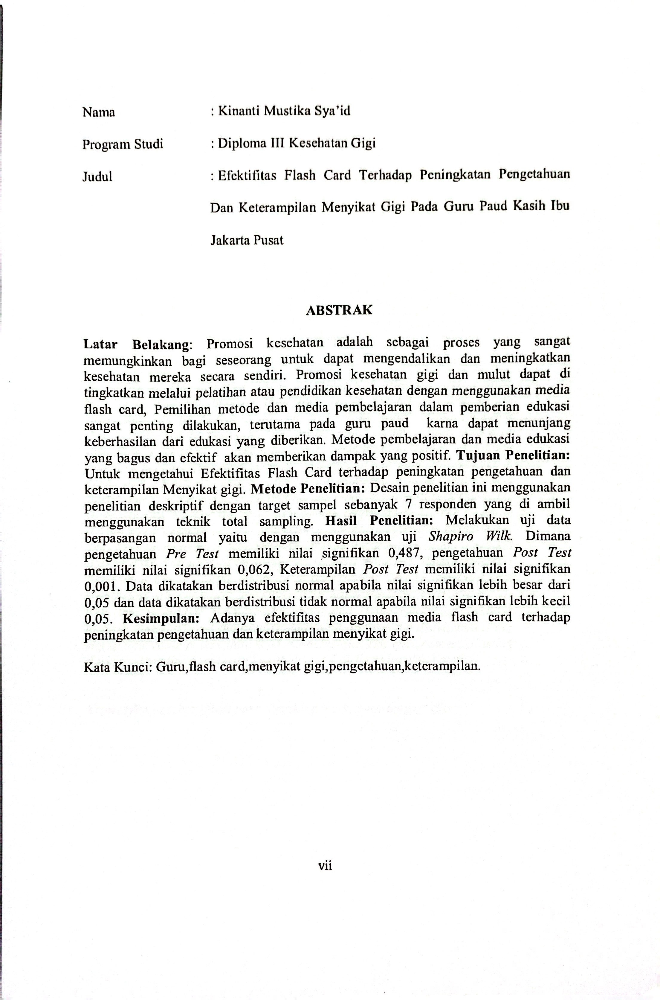 Nama : Kinanti Mustika Sya'id
Program Studi : Diploma III Kesehatan Gigi
Judul : Efektifitas Flash Card Terhadap Peningkatan Pengetahuan
Dan Keterampilan Menyikat Gigi Pada Guru Paud Kasih Ibu
Jakarta Pusat
ABSTRAK
Latar Belakang: Promosi kesehatan adalah sebagai proses yang sangat
memungkinkan bagi seseorang untuk dapat mengendalikan dan meningkatkan
kesehatan mereka secara sendiri. Promosi kesehatan gigi dan mulut dapat di
tingkatkan melalui pelatihan atau pendidikan kesehatan dengan menggunakan media
flash card, Pemilihan metode dan media pembelajaran dalam pemberian edukasi
sangat penting dilakukan, terutama pada guru paud karna dapat menunjang
keberhasilan dari edukasi yang diberikan. Metode pembelajaran dan media edukasi
yang bagus dan efektif akan memberikan dampak yang positif. Tujuan Penelitian:
Untuk mengetahui Efektifitas Flash Card terhadap peningkatan pengetahuan dan
keterampilan Menyikat gigi. Metode Penelitian: Desain penelitian ini menggunakan
penelitian deskriptif dengan target sampel sebanyak 7 responden yang di ambil
menggunakan teknik total sampling. Hasil Penelitian: Melakukan uji data
berpasangan normal yaitu dengan menggunakan uji Shapiro Wilk. Dimana
pengetahuan Pre Test memiliki nilai signifikan 0,487, pengetahuan Post Test
memiliki nilai signifikan 0,062, Keterampilan Post Test memiliki nilai signifikan
0,001. Data dikatakan berdistribusi normal apabila nilai signifikan lebih besar dari
0,05 dan data dikatakan berdistribusi tidak normal apabila nilai signifikan lebih kecil
0,05. Kesimpulan: Adanya efektifitas penggunaan media flash card terhadap
peningkatan pengetahuan dan keterampilan menyikat gigi.
Kata Kunci: Guru,flash card,menyikat gigi,pengetahuan,keterampilan.
vii